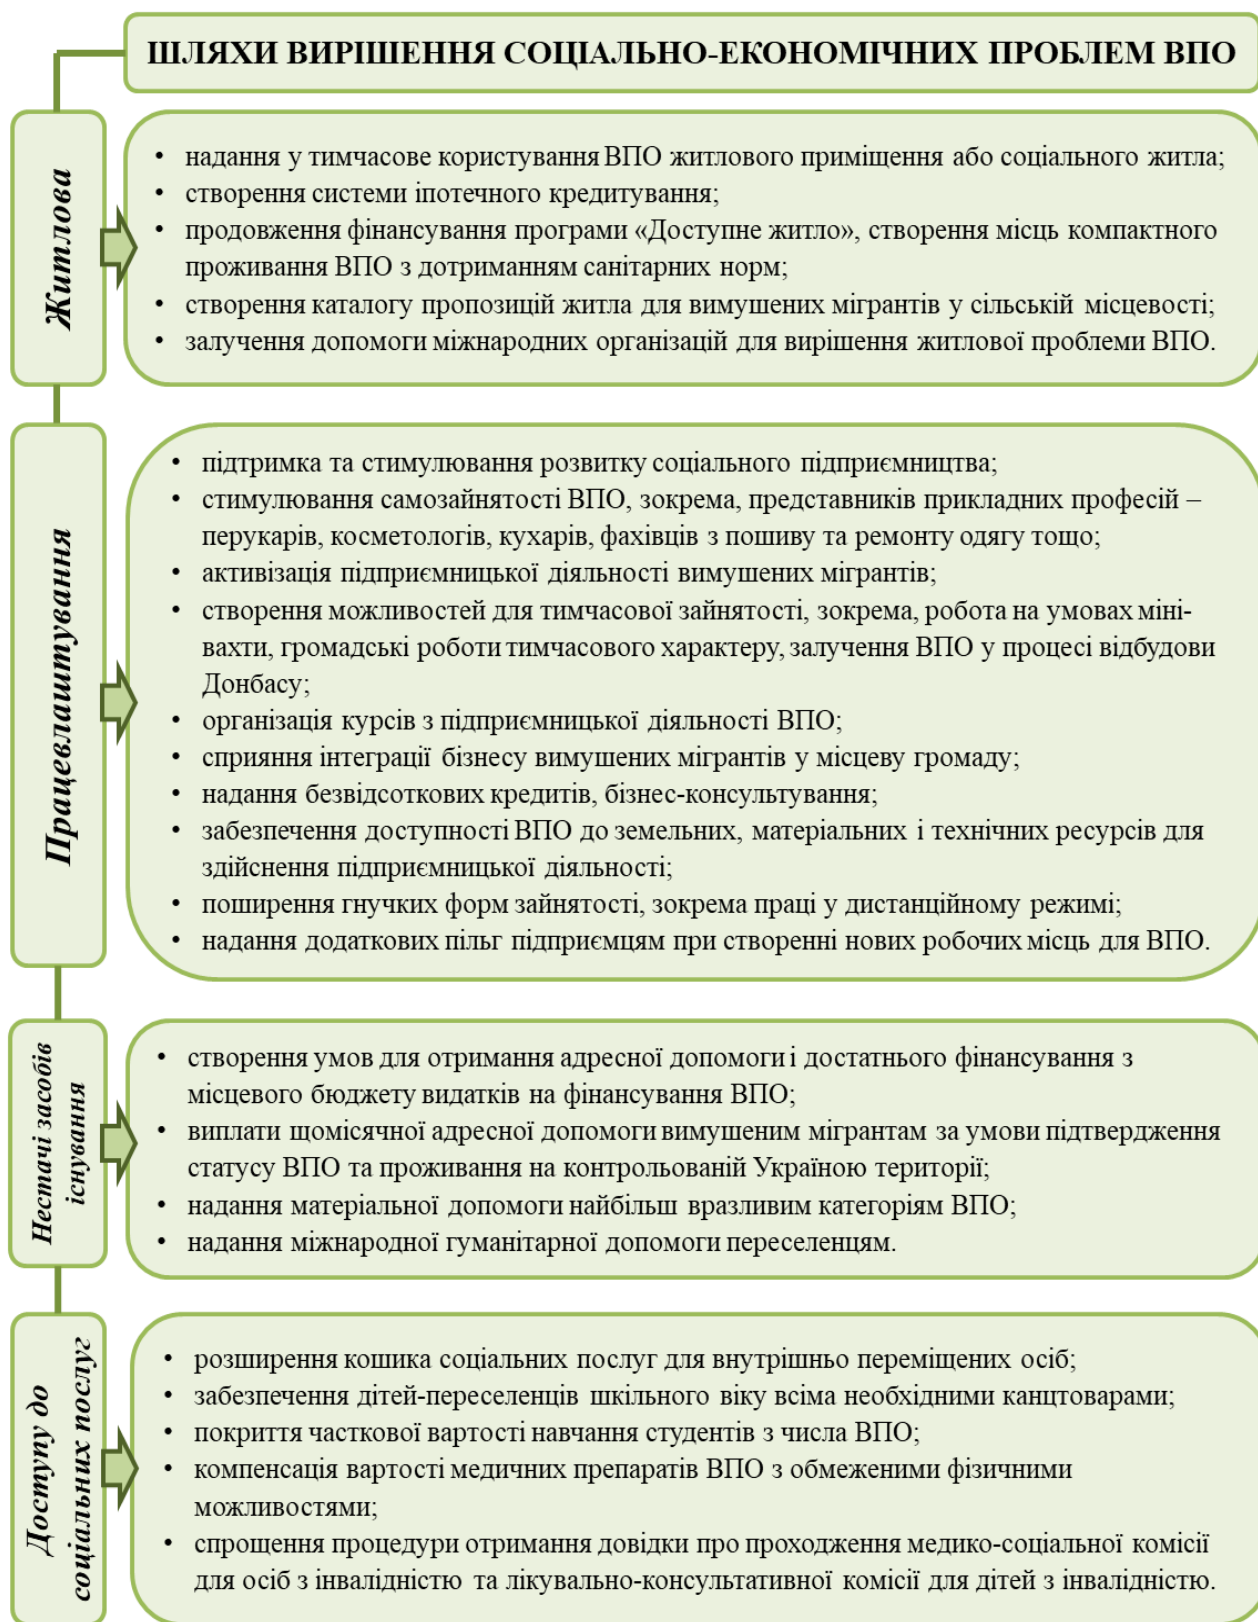 ШЛЯХИ ВИРІШЕННЯ СОЦІАЛЬНО-ЕКОНОМІЧНИХ ПРОБЛЕМ ВПО
Житлова
• надання у тимчасове користування ВПО житлового приміщення або соціального житла;
• створення системи іпотечного кредитування;
• продовження фінансування програми «Доступне житло», створення місць компактного
проживання ВПО з дотриманням санітарних норм;
• створення каталогу пропозицій житла для вимушених мігрантів у сільській місцевості;
• залучення допомоги міжнародних організацій для вирішення житлової проблеми ВПО.
Працевлаштування
• підтримка та стимулювання розвитку соціального підприємництва;
• стимулювання самозайнятості ВПО, зокрема, представників прикладних професій –
перукарів, косметологів, кухарів, фахівців з пошиву та ремонту одягу тощо;
• активізація підприємницької діяльності вимушених мігрантів;
• створення можливостей для тимчасової зайнятості, зокрема, робота на умовах міні-
вахти, громадські роботи тимчасового характеру, залучення ВПО у процесі відбудови
Донбасу;
• організація курсів з підприємницької діяльності ВПО;
• сприяння інтеграції бізнесу вимушених мігрантів у місцеву громаду;
• надання безвідсоткових кредитів, бізнес-консультування;
• забезпечення доступності ВПО до земельних, матеріальних і технічних ресурсів для
здійснення підприємницької діяльності;
• поширення гнучких форм зайнятості, зокрема праці у дистанційному режимі;
• надання додаткових пільг підприємцям при створенні нових робочих місць для ВПО.
Нестачі засобів
існування
• створення умов для отримання адресної допомоги і достатнього фінансування з
місцевого бюджету видатків на фінансування ВПО;
• виплати щомісячної адресної допомоги вимушеним мігрантам за умови підтвердження
статусу ВПО та проживання на контрольованій Україною території;
• надання матеріальної допомоги найбільш вразливим категоріям ВПО;
• надання міжнародної гуманітарної допомоги переселенцям.
Доступу до
соціальних послуг
• розширення кошика соціальних послуг для внутрішньо переміщених осіб;
• забезпечення дітей-переселенців шкільного віку всіма необхідними канцтоварами;
• покриття часткової вартості навчання студентів з числа ВПО;
• компенсація вартості медичних препаратів ВПО з обмеженими фізичними
можливостями;
• спрощення процедури отримання довідки про проходження медико-соціальної комісії
для осіб з інвалідністю та лікувально-консультативної комісії для дітей з інвалідністю.